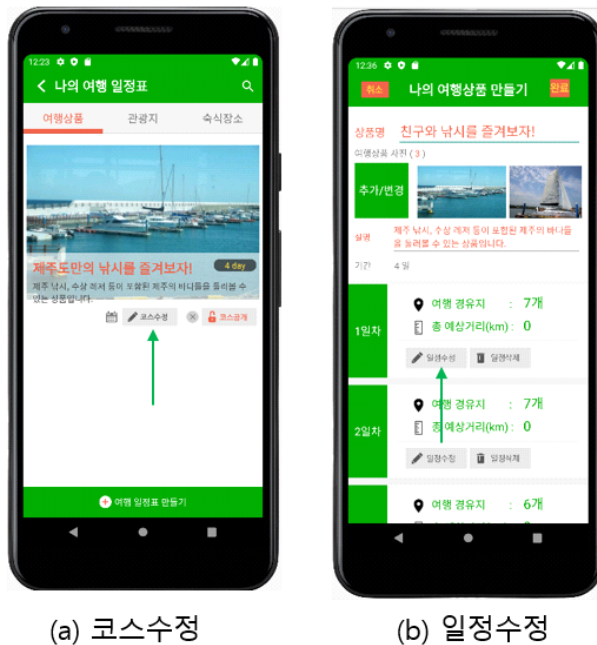 12:23
나의 여행 일정표
여행상품 관광지 숙식장소
제주도만의 낚시를 즐겨보자!
4 day
제주 낚시, 수상 레저 등이 포함된 제주의 바다들을 둘러볼 수
있는 상품입니다.
코스수정 코스공개
여행 일정표 만들기
(a) 코스수정
12:36
취소 나의 여행상품 만들기 완료
상품명 친구와 낚시를 즐겨보자!
여행상품 사진 ( 3 )
추가/변경
설명 제주 낚시, 수상 레저 등이 포함된 제주의 바다들
을 둘러볼 수 있는 상품입니다.
기간 4 일
1일차
여행 경유지 : 7개
총 예상거리(km) : 0
일정수정 일정삭제
2일차
여행 경유지 : 7개
총 예상거리(km) : 0
일정수정 일정삭제
여행 경유지 : 6개
(b) 일정수정